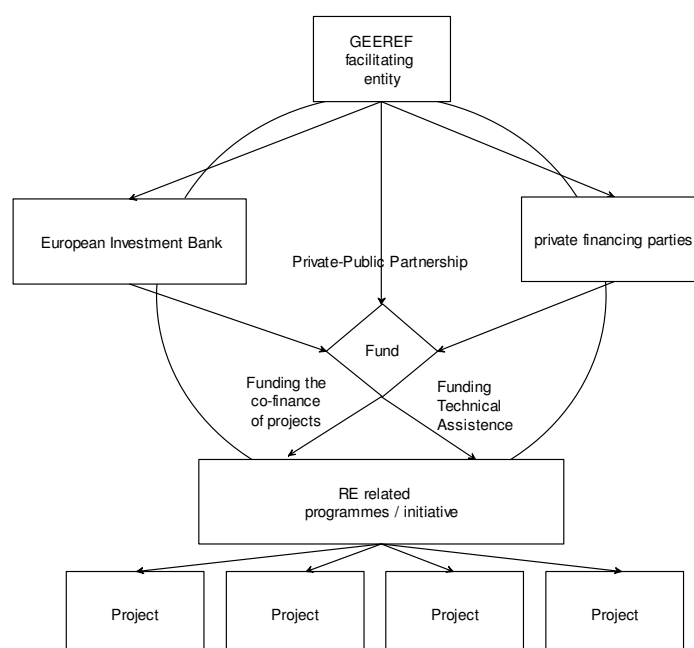 GEEREF
facilitating
entity
European Investment Bank
private financing parties
Private-Public Partnership
Fund
Funding the
co-finance
of projects
Funding
Technical
Assistence
RE related
programmes / initiative
Project
Project
Project
Project